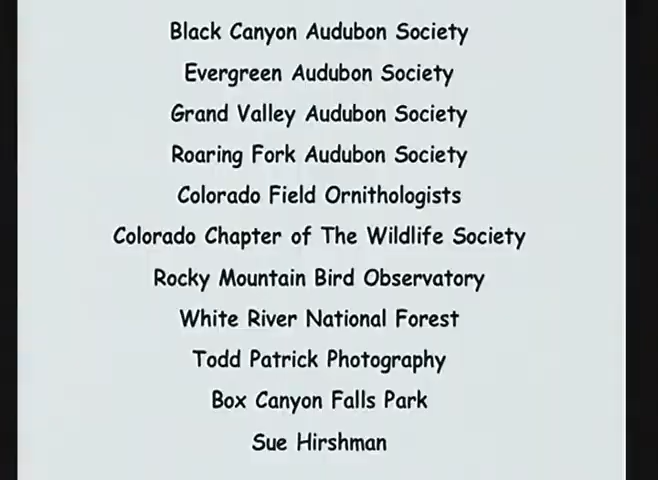 Black Canyon Audubon Society
Evergreen Audubon Society
Grand Valley Audubon Society
Roaring Fork Audubon Society
Colorado Field Ornithologists
Colorado Chapter of The Wildlife Society
Rocky Mountain Bird Observatory
White River National Forest
Todd Patrick Photography
Box Canyon Falls Park
Sue Hirshman